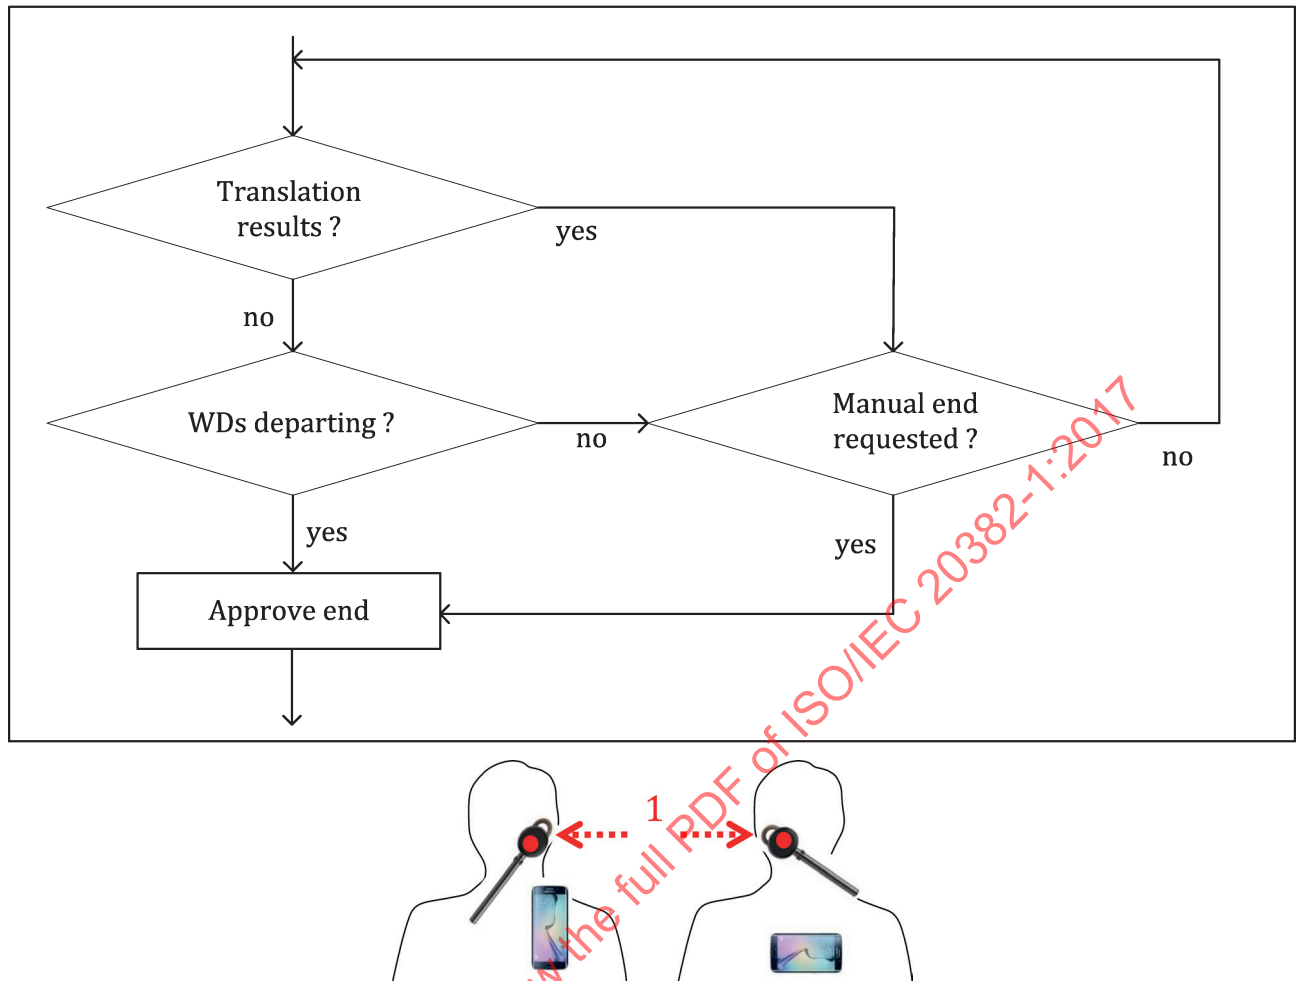 Translation
results ?
yes
no
WDs departing ?
no
Manual end
requested ?
no
yes
yes
Approve end
1
w the full PDF of ISO/IEC 20382-1:2017